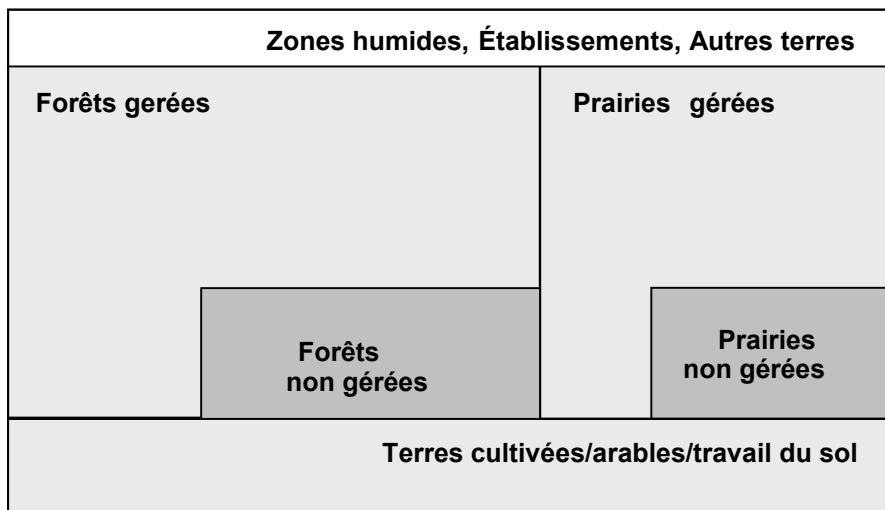 Zones humides, Établissements, Autres terres
Forêts gerées
Prairies gérées
Forêts
non gérées
Prairies
non gérées
Terres cultivées/arables/travail du sol